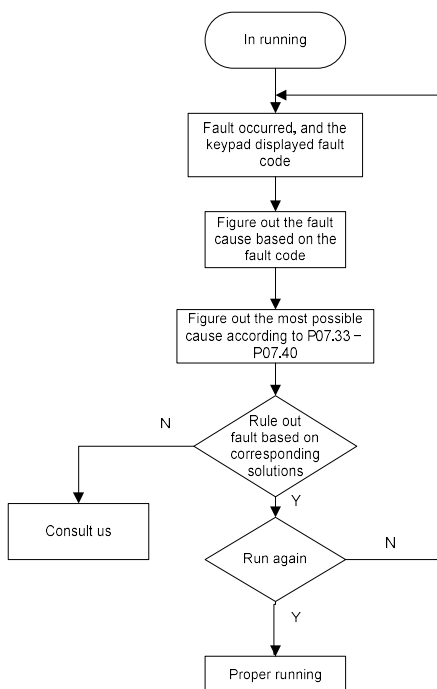 In running
Fault occurred, and the
keypad displayed fault
code
Figure out the fault
cause based on the
fault code
Figure out the most possible
cause according to P07.33 –
P07.40
N
Rule out
fault based on
corresponding
solutions
Y
Consult us
Run again
N
Y
Proper running